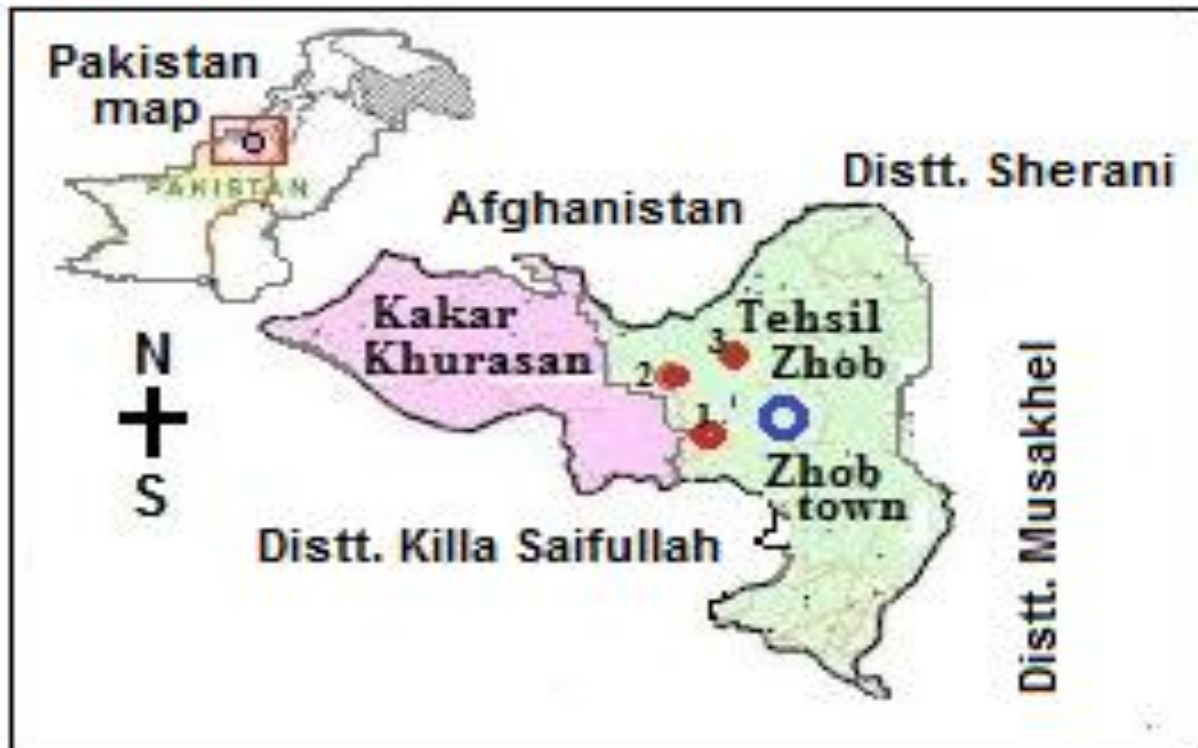 Pakistan
map
PAKISTAN
Distt. Sherani
Afghanistan
Kakar
Khurasan
Tehsil
Zhob
3
2
1
N
S
Zhob
town
Distt. Killa Saifullah
Distt. Musakhel